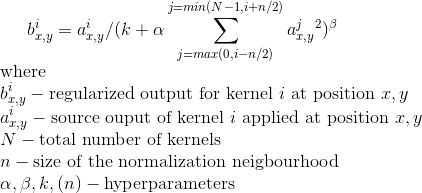 b^i_{x,y} = a^i_{x,y}/(k + α \sum_{j=max(0,i-n/2)}^{j=min(N-1,i+n/2)} {a^j_{x,y}}^2)^β
where
b^i_{x,y} – regularized output for kernel i at position x, y
a^i_{x,y} – source ouput of kernel i applied at position x, y
N – total number of kernels
n – size of the normalization neigbourhood
α, β, k, (n) – hyperparameters